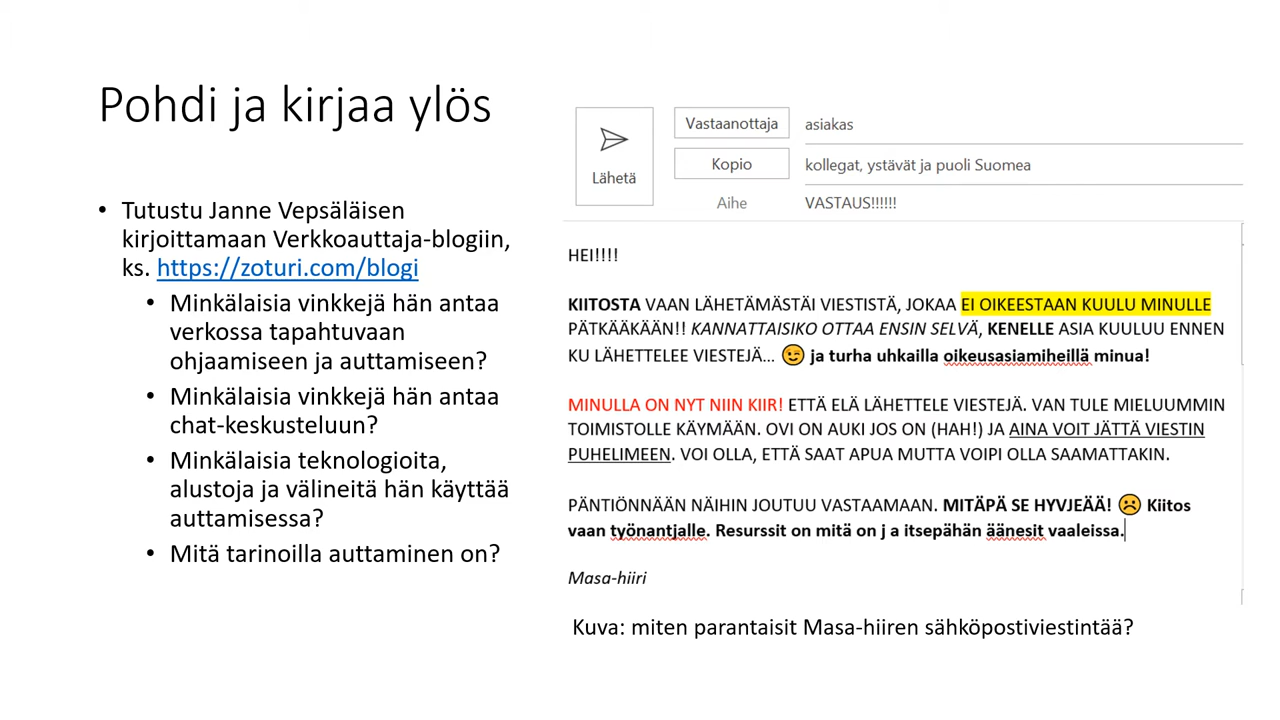 Pohdi ja kirjaa ylös
• Tutustu Janne Vepsäläisen
kirjoittamaan Verkkoauttaja-blogiin,
ks. https://zoturi.com/blogi
• Minkälaisia vinkkejä hän antaa
verkossa tapahtuvaan
ohjaamiseen ja auttamiseen?
• Minkälaisia vinkkejä hän antaa
chat-keskusteluun?
• Minkälaisia teknologioita,
alustoja ja välineitä hän käyttää
auttamisessa?
• Mitä tarinoilla auttaminen on?
Lähetä
Vastaanottaja asiakas
Kopio kollegat, ystävät ja puoli Suomea
Aihe VASTAUS!!!!!!
HEI!!!!
KIITOSTA VAAN LÄHETÄMÄSTÄI VIESTISTÄ, JOKAA EI OIKEESTAAN KUULU MINULLE
PÄTKÄÄKÄÄN!! KANNATTAISIKO OTTAA ENSIN SELVÄ, KENELLE ASIA KUULUU ENNEN
KU LÄHETTELEE VIESTEJÄ... 😉 ja turha uhkailla oikeusasiamiheillä minua!
MINULLA ON NYT NIIN KIIR! ETTÄ ELÄ LÄHETTELE VIESTEJÄ. VAN TULE MIELUUMMIN
TOIMISTOLLE KÄYMÄÄN. OVI ON AUKI JOS ON (HAH!) JA AINA VOIT JÄTTÄ VIESTIN
PUHELIMEEN. VOI OLLA, ETTÄ SAAT APUA MUTTA VOIPI OLLA SAAMATTAKIN.
PÄNTIÖNNÄÄN NÄIHIN JOUTUU VASTAAMAAN. MITÄPÄ SE HYVJEÄÄ! ☹ Kiitos
vaan työnantjalle. Resurssit on mitä on j a itsepähän äänesit vaaleissa.
Masa-hiiri
Kuva: miten parantaisit Masa-hiiren sähköpostiviestintää?